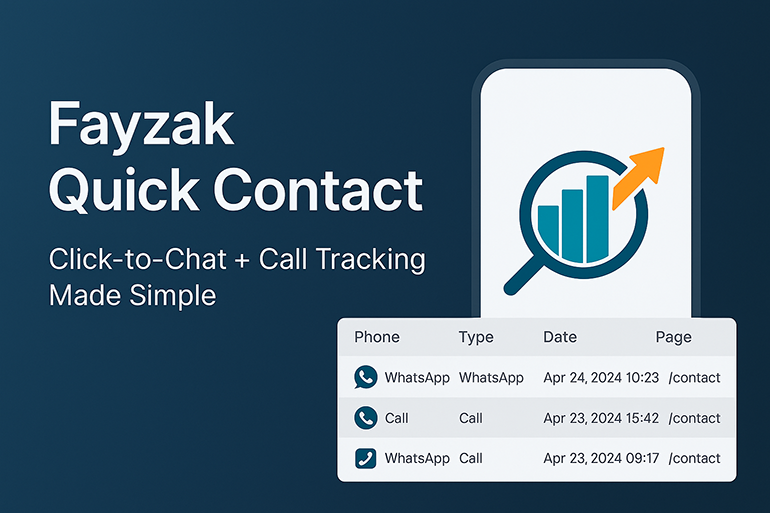 Fayzak
Quick Contact
Click-to-Chat + Call Tracking
Made Simple
Phone Type Date Page
WhatsApp WhatsApp Apr 24, 2024 10:23 /contact
Call Call Apr 23, 2024 15:42 /contact
WhatsApp Call Apr 23, 2024 09:17 /contact